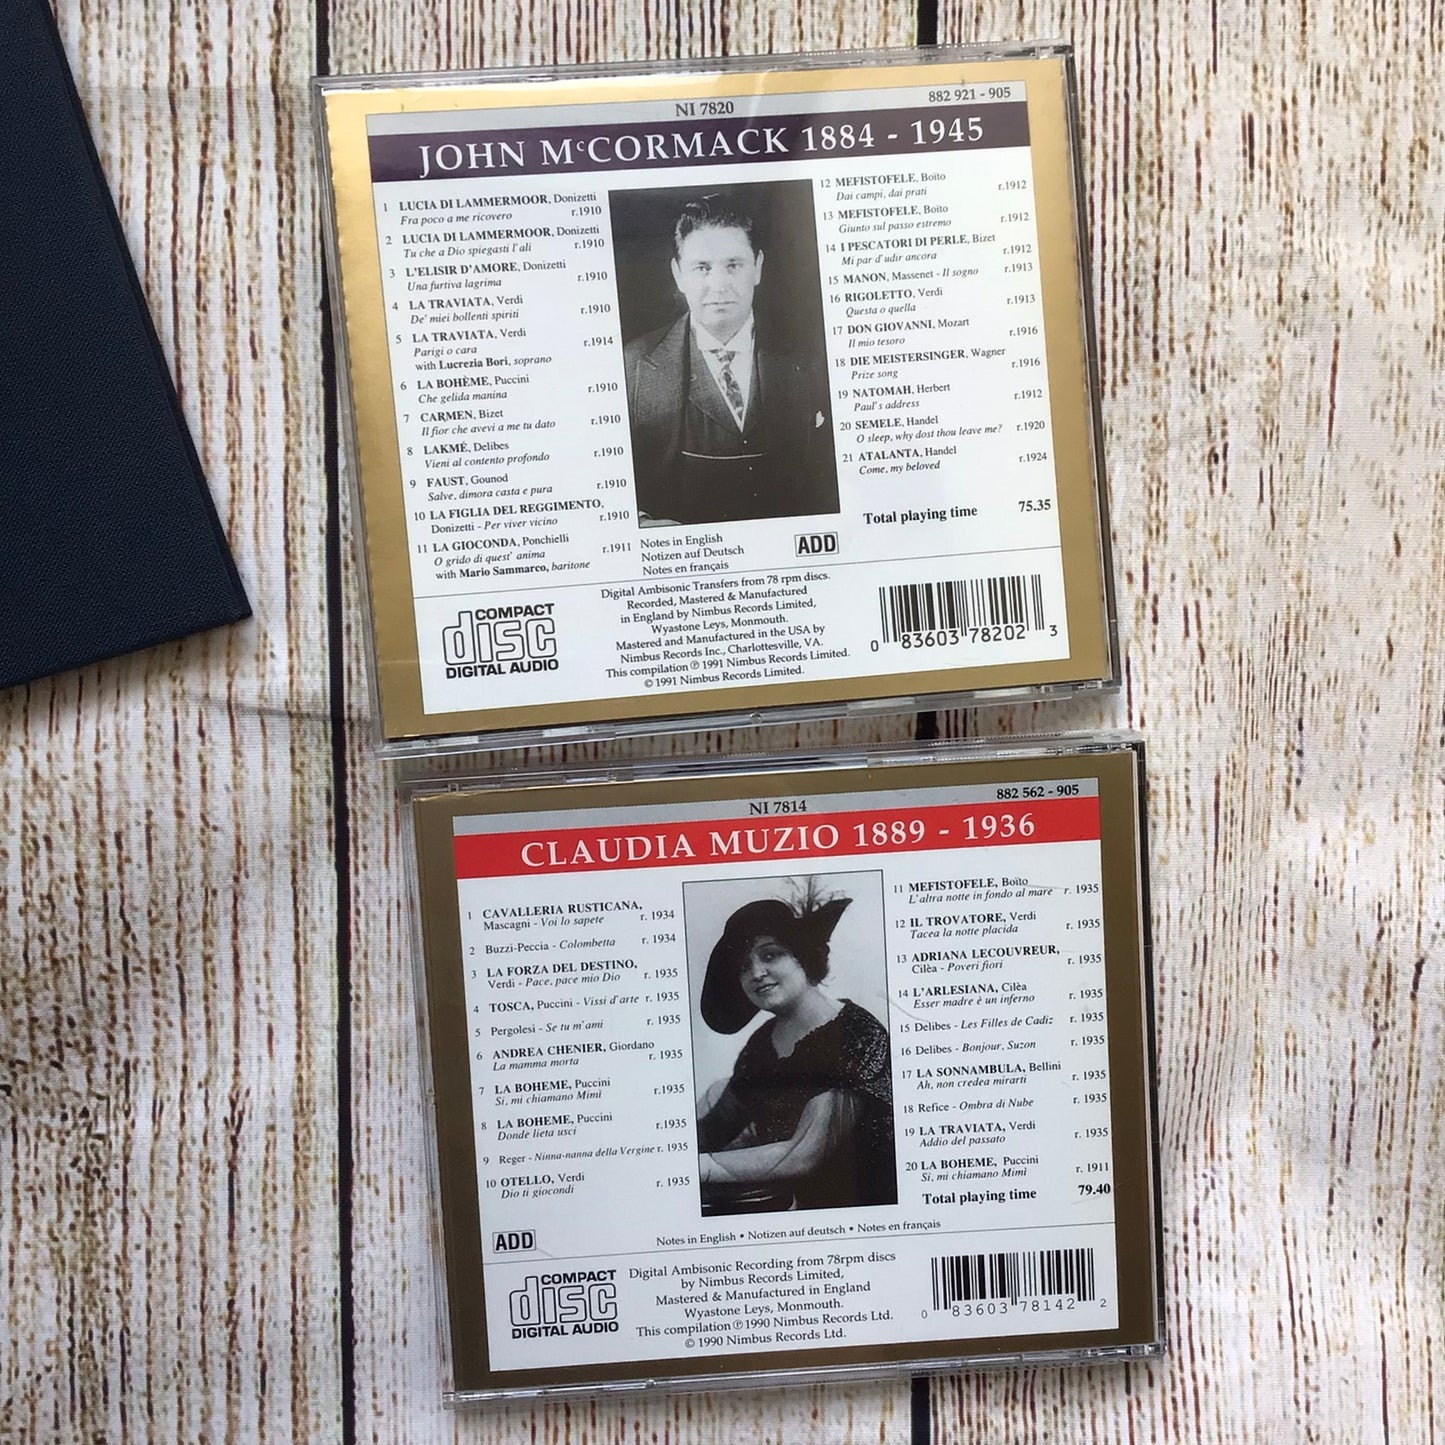 NI 7820
882 921 - 905
JOHN McCORMACK 1884 - 1945
1 LUCIA DI LAMMERMOOR, Donizetti
Fra poco a me ricovero r.1910
2 LUCIA DI LAMMERMOOR, Donizetti
Tu che a Dio spiegasti l'ali r.1910
3 L'ELISIR D'AMORE, Donizetti
Una furtiva lagrima r.1910
4 LA TRAVIATA, Verdi
De' miei bollenti spiriti r.1910
5 LA TRAVIATA, Verdi
Parigi o cara r.1914
with Lucrezia Bori, soprano
6 LA BOHÈME, Puccini
Che gelida manina r.1910
7 CARMEN, Bizet
Il fior che avevi a me tu dato r.1910
8 LAKMÉ, Delibes
Vieni al contento profondo r.1910
9 FAUST, Gounod
Salve, dimora casta e pura r.1910
10 LA FIGLIA DEL REGGIMENTO,
Donizetti - Per viver vicino r.1910
11 LA GIOCONDA, Ponchielli
O grido di quest' anima r.1911
with Mario Sammarco, baritone
12 MEFISTOFELE, Boïto
Dai campi, dai prati r.1912
13 MEFISTOFELE, Boïto
Giunto sul passo estremo r.1912
14 I PESCATORI DI PERLE, Bizet
Mi par d'udir ancora r.1912
15 MANON, Massenet - Il sogno r.1913
16 RIGOLETTO, Verdi
Questa o quella r.1913
17 DON GIOVANNI, Mozart
Il mio tesoro r.1916
18 DIE MEISTERSINGER, Wagner
Prize song r.1916
19 NATOMAH, Herbert
Paul's address r.1912
20 SEMELE, Handel
O sleep, why dost thou leave me? r.1920
21 ATALANTA, Handel
Come, my beloved r.1924
Total playing time 75.35
Notes in English
Notizen auf Deutsch
Notes en français
ADD
COMPACT
disc
DIGITAL AUDIO
Digital Ambisonic Transfers from 78 rpm discs.
Recorded, Mastered & Manufactured
in England by Nimbus Records Limited,
Wyastone Leys, Monmouth.
Mastered and Manufactured in the USA by
Nimbus Records Inc., Charlottesville, VA.
This compilation ℗ 1991 Nimbus Records Limited.
© 1991 Nimbus Records Limited.
0 83603 78202 3
NI 7814
882 562 - 905
CLAUDIA MUZIO 1889 - 1936
1 CAVALLERIA RUSTICANA,
Mascagni - Voi lo sapete r. 1934
2 Buzzi-Peccia - Colombetta r. 1934
3 LA FORZA DEL DESTINO,
Verdi - Pace, pace mio Dio r. 1935
4 TOSCA, Puccini - Vissi d'arte r. 1935
5 Pergolesi - Se tu m'ami r. 1935
6 ANDREA CHENIER, Giordano
La mamma morta r. 1935
7 LA BOHEME, Puccini
Si, mi chiamano Mimi r.1935
8 LA BOHEME, Puccini
Donde lieta usci r.1935
9 Reger - Ninna-nanna della Vergine r. 1935
10 OTELLO, Verdi
Dio ti giocondi r. 1935
11 MEFISTOFELE, Boïto
L'altra notte in fondo al mare r. 1935
12 IL TROVATORE, Verdi
Tacea la notte placida r. 1935
13 ADRIANA LECOUVREUR,
Cilèa - Poveri fiori r. 1935
14 L'ARLESIANA, Cilèa
Esser madre è un inferno r. 1935
15 Delibes - Les Filles de Cadiz r. 1935
16 Delibes - Bonjour, Suzon r. 1935
17 LA SONNAMBULA, Bellini
Ah, non credea mirarti r. 1935
18 Refice - Ombra di Nube r. 1935
19 LA TRAVIATA, Verdi
Addio del passato r. 1935
20 LA BOHEME, Puccini
Si, mi chiamano Mimi r. 1911
Total playing time 79.40
ADD
Notes in English • Notizen auf deutsch • Notes en français
COMPACT
disc
DIGITAL AUDIO
Digital Ambisonic Recording from 78rpm discs
by Nimbus Records Limited,
Mastered & Manufactured in England
Wyastone Leys, Monmouth.
This compilation ℗ 1990 Nimbus Records Ltd.
© 1990 Nimbus Records Ltd.
0 83603 78142 2